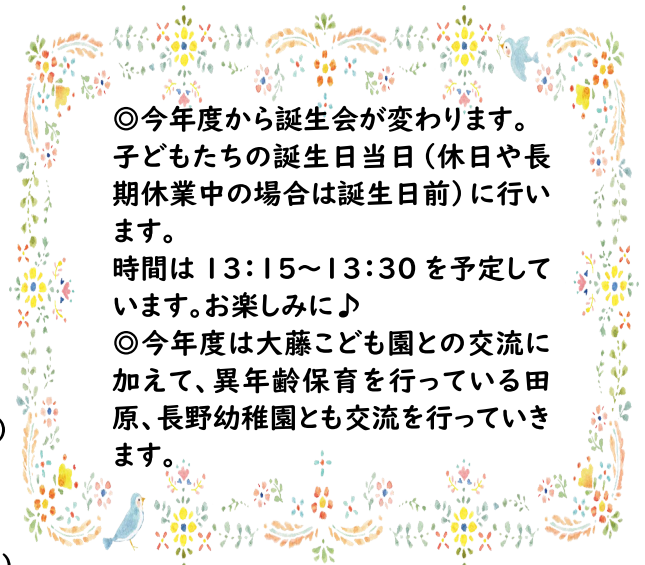 ◎今年度から誕生会が変わります。
子どもたちの誕生日当日（休日や長
期休業中の場合は誕生日前）に行い
ます。
時間は 13：15～13：30 を予定して
います。お楽しみに♪
◎今年度は大藤こども園との交流に
加えて、異年齢保育を行っている田
原、長野幼稚園とも交流を行っていき
ます。
）
）